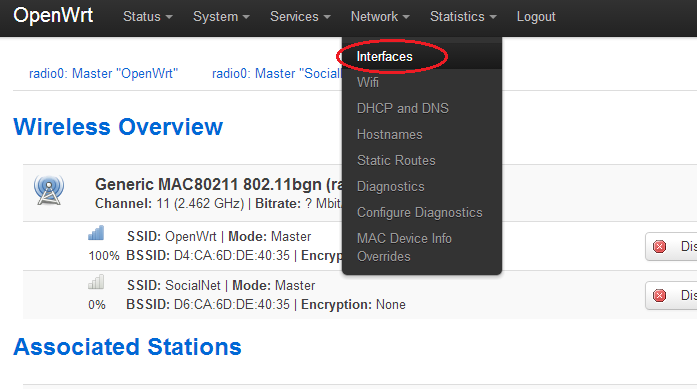 OpenWrt Status System Services Network Statistics Logout
Interfaces
radio0: Master "OpenWrt" radio0: Master "Social
Wifi
DHCP and DNS
Wireless Overview
Hostnames
Static Routes
Generic MAC80211 802.11bgn (ra
Diagnostics
Channel: 11 (2.462 GHz) | Bitrate: ? Mbit/
Configure Diagnostics
SSID: OpenWrt | Mode: Master
MAC Device Info
Overrides
Dis
100% BSSID: D4:CA:6D:DE:40:35 | Encryp
SSID: SocialNet | Mode: Master
Dis
0% BSSID: D6:CA:6D:DE:40:35 | Encryption: None
Associated Stations